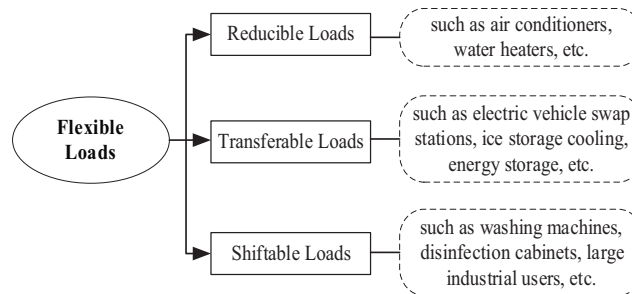 Reducible Loads
such as air conditioners,
water heaters, etc.
Flexible
Loads
Transferable Loads
such as electric vehicle swap
stations, ice storage cooling,
energy storage, etc.
Shiftable Loads
such as washing machines,
disinfection cabinets, large
industrial users, etc.